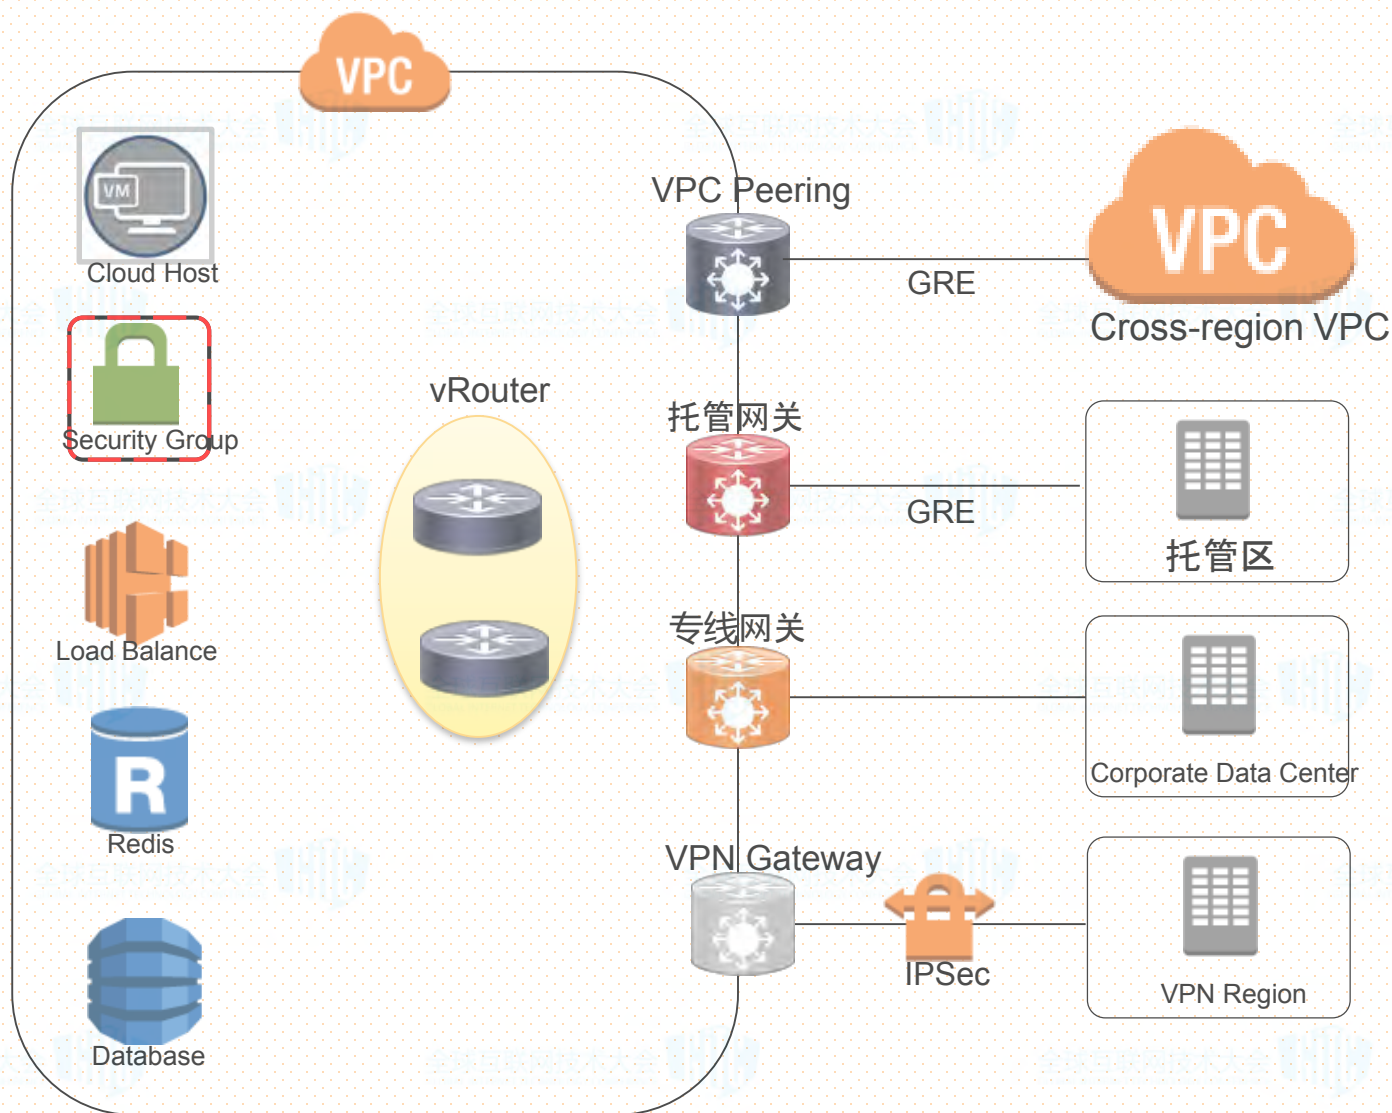 VPC
VM
Cloud Host
Security Group
Load Balance
R
Redis
Database
vRouter
VPC Peering
GRE
VPC
Cross-region VPC
托管网关
GRE
托管区
专线网关
Corporate Data Center
VPN Gateway
IPSec
VPN Region